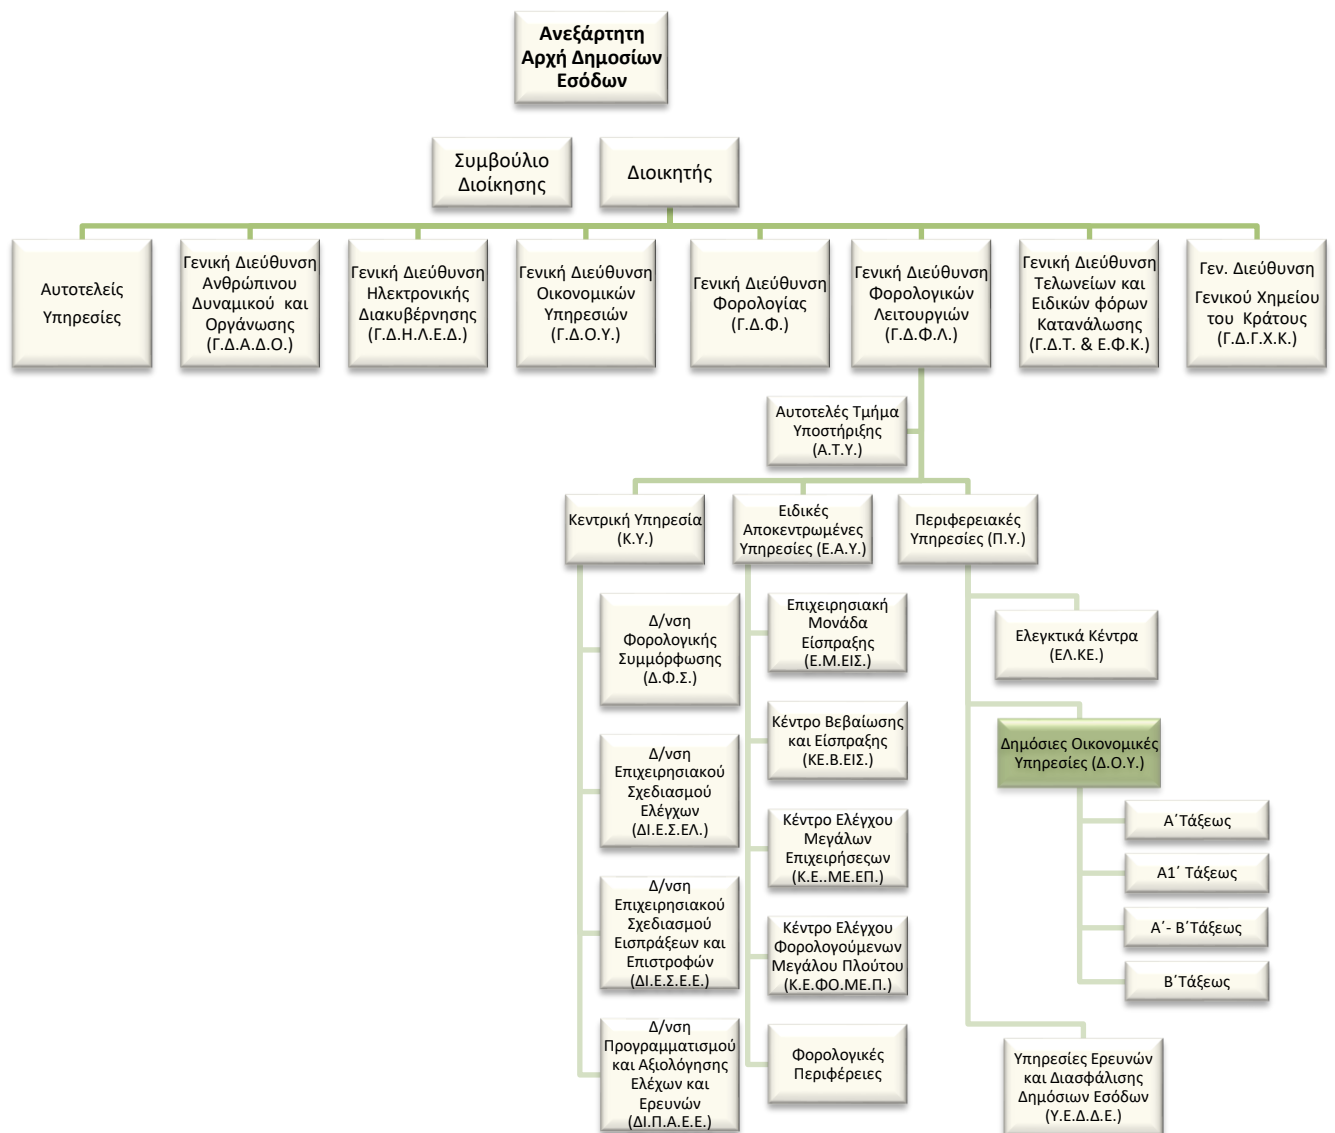 Ανεξάρτητη
Αρχή Δημοσίων
Εσόδων
Συμβούλιο
Διοίκησης
Διοικητής
Αυτοτελείς
Υπηρεσίες
Γενική Διεύθυνση
Ανθρώπινου
Δυναμικού και
Οργάνωσης
(Γ.Δ.Α.Δ.Ο.)
Γενική Διεύθυνση
Ηλεκτρονικής
Διακυβέρνησης
(Γ.Δ.Η.Λ.Ε.Δ.)
Γενική Διεύθυνση
Οικονομικών
Υπηρεσιών
(Γ.Δ.Ο.Υ.)
Γενική Διεύθυνση
Φορολογίας
(Γ.Δ.Φ.)
Γενική Διεύθυνση
Φορολογικών
Λειτουργιών
(Γ.Δ.Φ.Λ.)
Γενική Διεύθυνση
Τελωνείων και
Ειδικών φόρων
Κατανάλωσης
(Γ.Δ.Τ. & Ε.Φ.Κ.)
Γεν. Διεύθυνση
Γενικού Χημείου
του Κράτους
(Γ.Δ.Γ.Χ.Κ.)
Αυτοτελές Τμήμα
Υποστήριξης
(Α.Τ.Υ.)
Κεντρική Υπηρεσία
(Κ.Υ.)
Ειδικές
Αποκεντρωμένες
Υπηρεσίες (Ε.Α.Υ.)
Περιφερειακές
Υπηρεσίες (Π.Υ.)
Δ/νση
Φορολογικής
Συμμόρφωσης
(Δ.Φ.Σ.)
Δ/νση
Επιχειρησιακού
Σχεδιασμού
Ελέγχων
(ΔΙ.Ε.Σ.ΕΛ.)
Δ/νση
Επιχειρησιακού
Σχεδιασμού
Εισπράξεων και
Επιστροφών
(ΔΙ.Ε.Σ.Ε.Ε.)
Δ/νση
Προγραμματισμού
και Αξιολόγησης
Ελέχων και
Ερευνών
(ΔΙ.Π.Α.Ε.Ε.)
Επιχειρησιακή
Μονάδα
Είσπραξης
(Ε.Μ.ΕΙΣ.)
Κέντρο Βεβαίωσης
και Είσπραξης
(ΚΕ.Β.ΕΙΣ.)
Κέντρο Ελέγχου
Μεγάλων
Επιχειρήσεςων
(Κ.Ε..ΜΕ.ΕΠ.)
Κέντρο Ελέγχου
Φορολογούμενων
Μεγάλου Πλούτου
(Κ.Ε.ΦΟ.ΜΕ.Π.)
Φορολογικές
Περιφέρειες
Ελεγκτικά Κέντρα
(ΕΛ.ΚΕ.)
Δημόσιες Οικονομικές
Υπηρεσίες (Δ.Ο.Υ.)
Α΄Τάξεως
Α1΄ Τάξεως
Α΄- Β΄Τάξεως
Β΄Τάξεως
Υπηρεσίες Ερευνών
και Διασφάλισης
Δημόσιων Εσόδων
(Υ.Ε.Δ.Δ.Ε.)